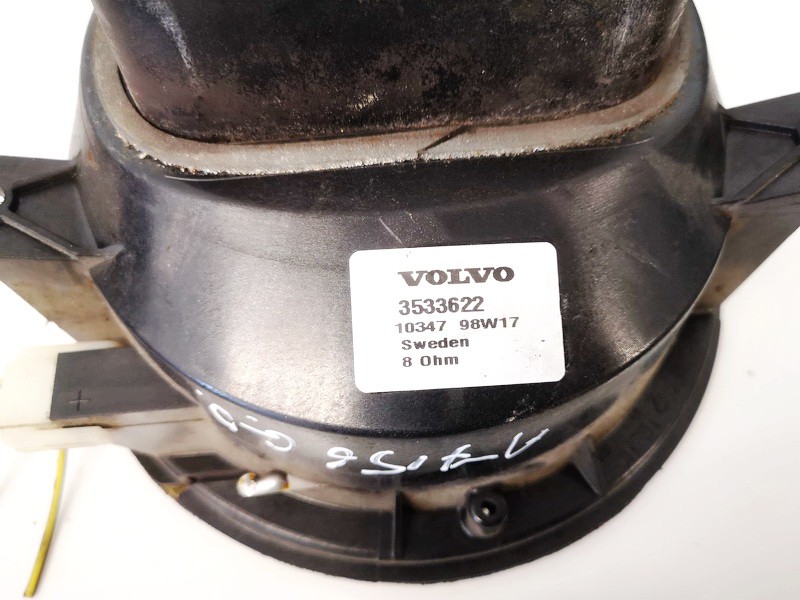 VOLVO
3533622
10347 98W17
Sweden
8 Ohm
+